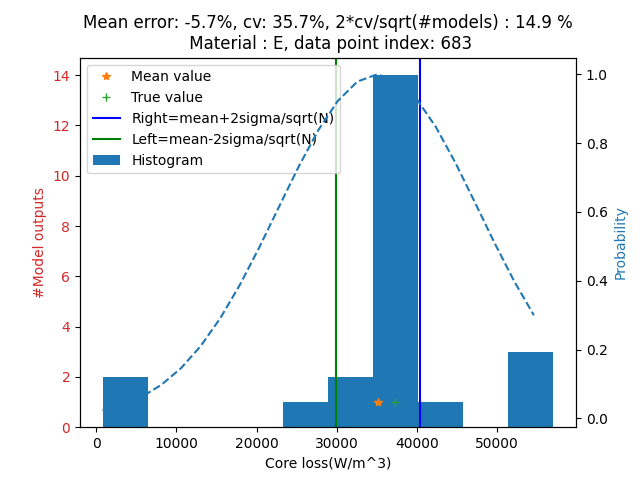 Mean error: -5.7%, cv: 35.7%, 2*cv/sqrt(#models) : 14.9 %
Material : E, data point index: 683
Mean value
True value
Right=mean+2sigma/sqrt(N)
Left=mean-2sigma/sqrt(N)
Histogram
#Model outputs
14
12
10
8
6
4
2
0
1.0
0.8
0.6
0.4
0.2
0.0
Probability
0 10000 20000 30000 40000 50000
Core loss(W/m^3)